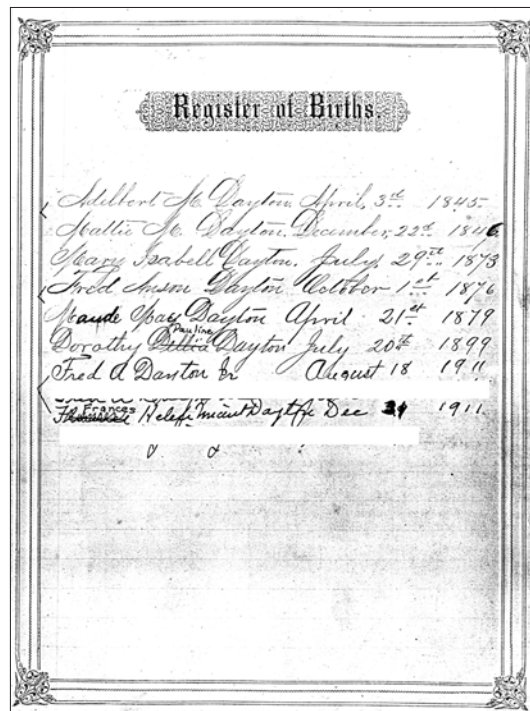 Register of Births.
Adelbert M. Dayton. April, 3rd. 1845
Hattie M. Dayton. December, 22d. 1846
Mary Isabell Dayton. July, 29th. 1873
Fred Anson Dayton October 1st. 1876
Maude May Dayton April 21st 1879
Pauline
Dorothy Dayton July 20th 1899
Fred A Dayton Jr August 18 1911
Frances
Dayton Dec 1911